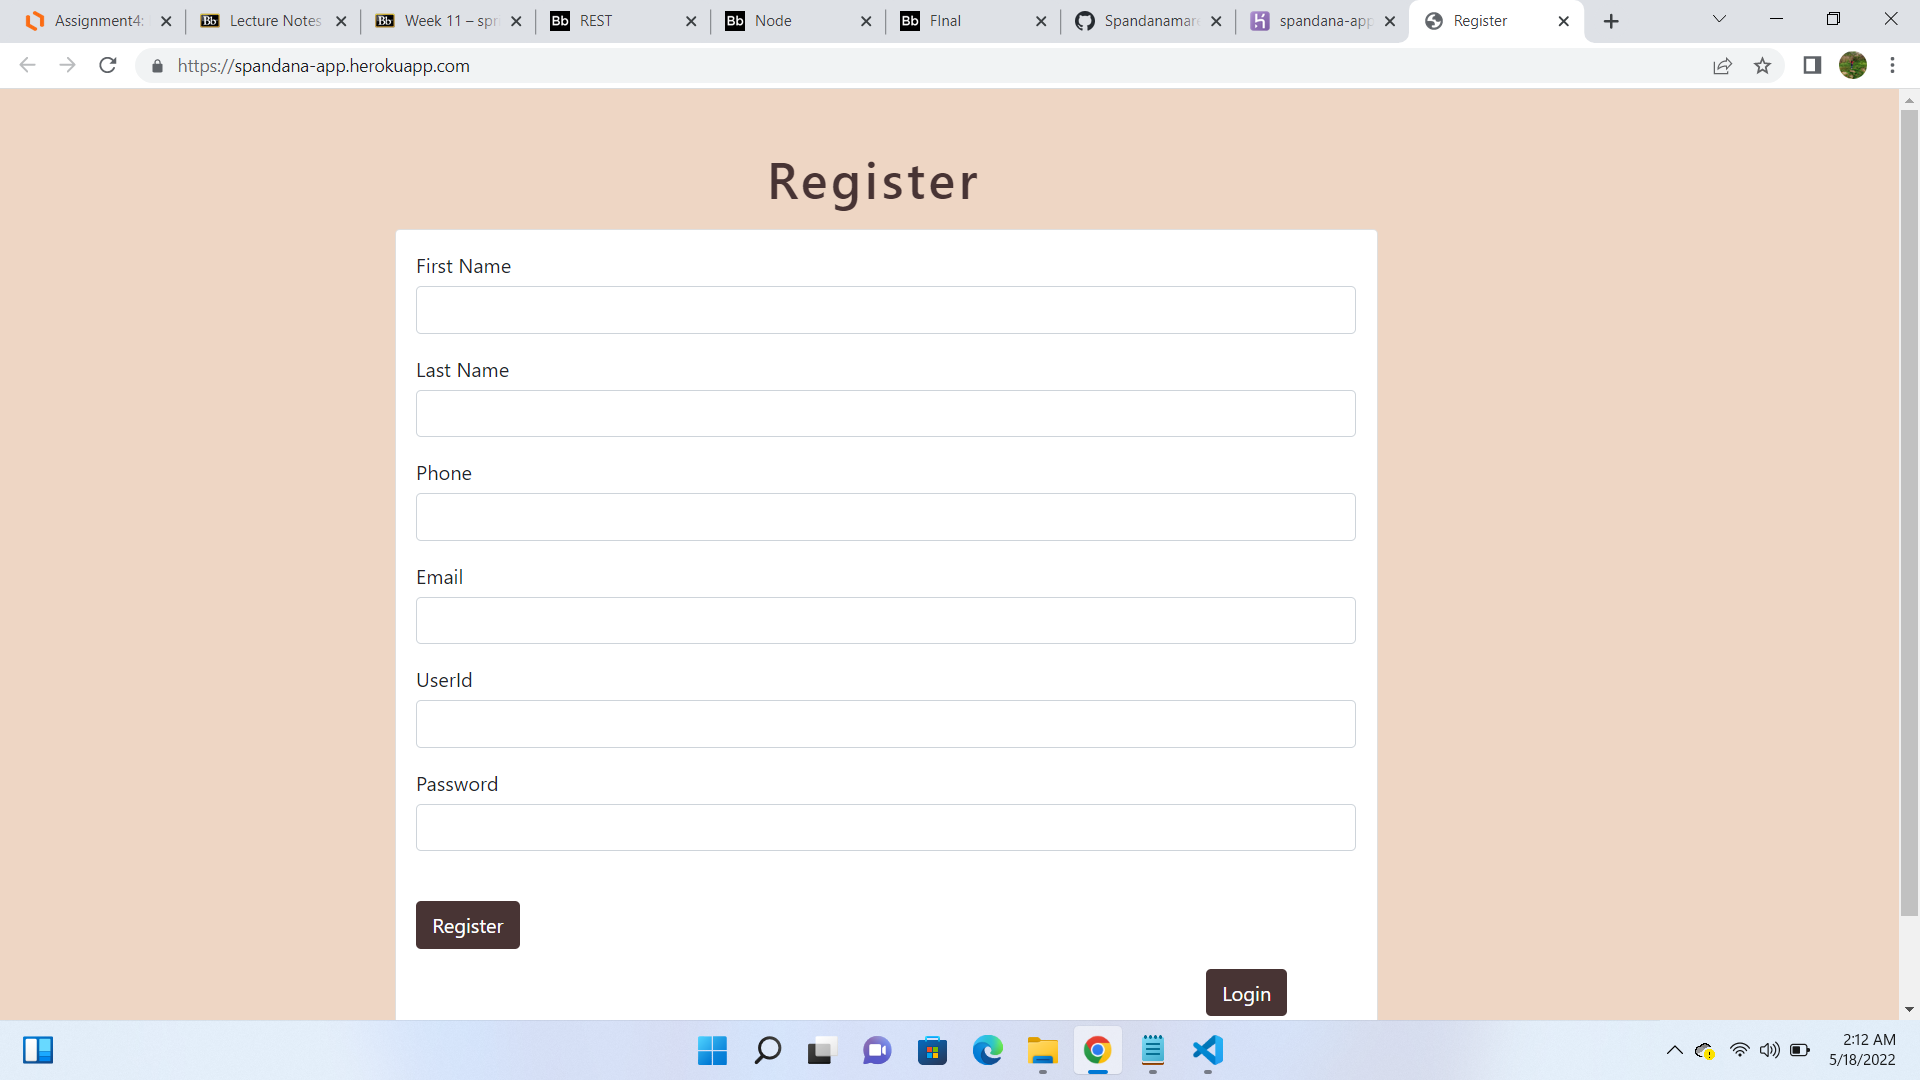 Assignment4:
Lecture Notes
Week 11 – spr
REST
Node
FInal
Spandanamar
spandana-app
Register
https://spandana-app.herokuapp.com
Register
First Name
Last Name
Phone
Email
UserId
Password
Register
Login
2:12 AM
5/18/2022